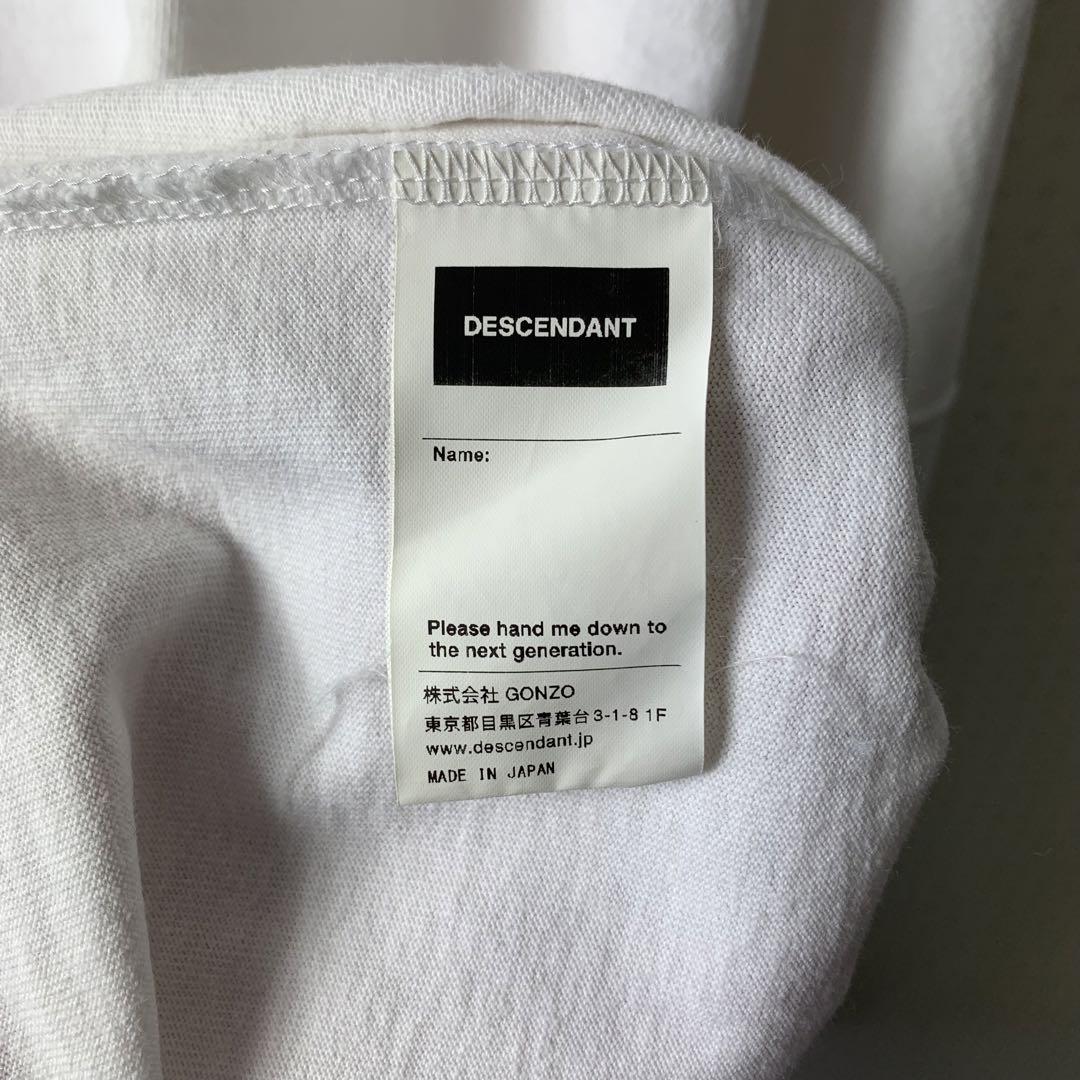 DESCENDANT
Name:
Please hand me down to
the next generation.
株式会社 GONZO
東京都目黒区青葉台3-1-8 1F
www.descendant.jp
MADE IN JAPAN